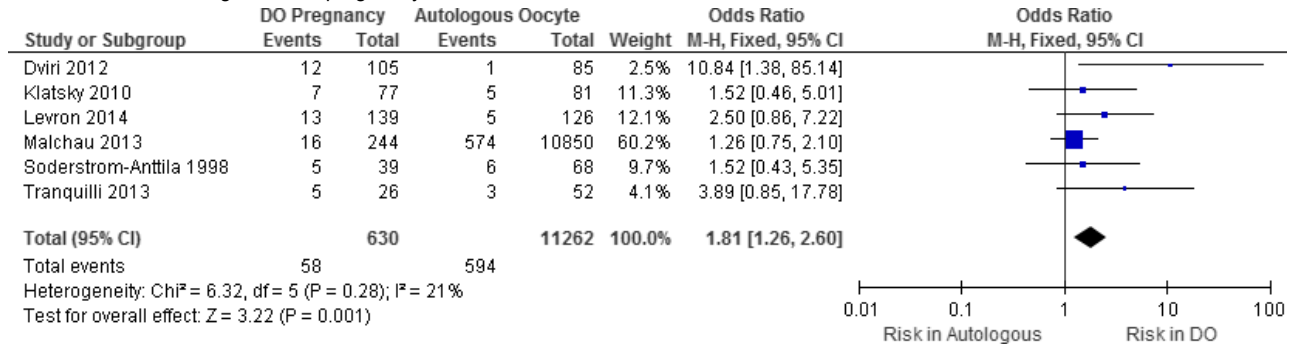 DO Pregnancy Autologous Oocyte Odds Ratio Odds Ratio
Study or Subgroup Events Total Events Total Weight M-H, Fixed, 95% CI M-H, Fixed, 95% CI
Dviri 2012 12 105 1 85 2.5% 10.84 [1.38, 85.14]
Klatsky 2010 7 77 5 81 11.3% 1.52 [0.46, 5.01]
Levron 2014 13 139 5 126 12.1% 2.50 [0.86, 7.22]
Malchau 2013 16 244 574 10850 60.2% 1.26 [0.75, 2.10]
Soderstrom-Anttila 1998 5 39 6 68 9.7% 1.52 [0.43, 5.35]
Tranquilli 2013 5 26 3 52 4.1% 3.89 [0.85, 17.78]
Total (95% CI) 630 11262 100.0% 1.81 [1.26, 2.60]
Total events 58 594
Heterogeneity: Chi² = 6.32, df = 5 (P = 0.28); I² = 21%
Test for overall effect: Z = 3.22 (P = 0.001)
0.01 0.1 1 10 100
Risk in Autologous Risk in DO